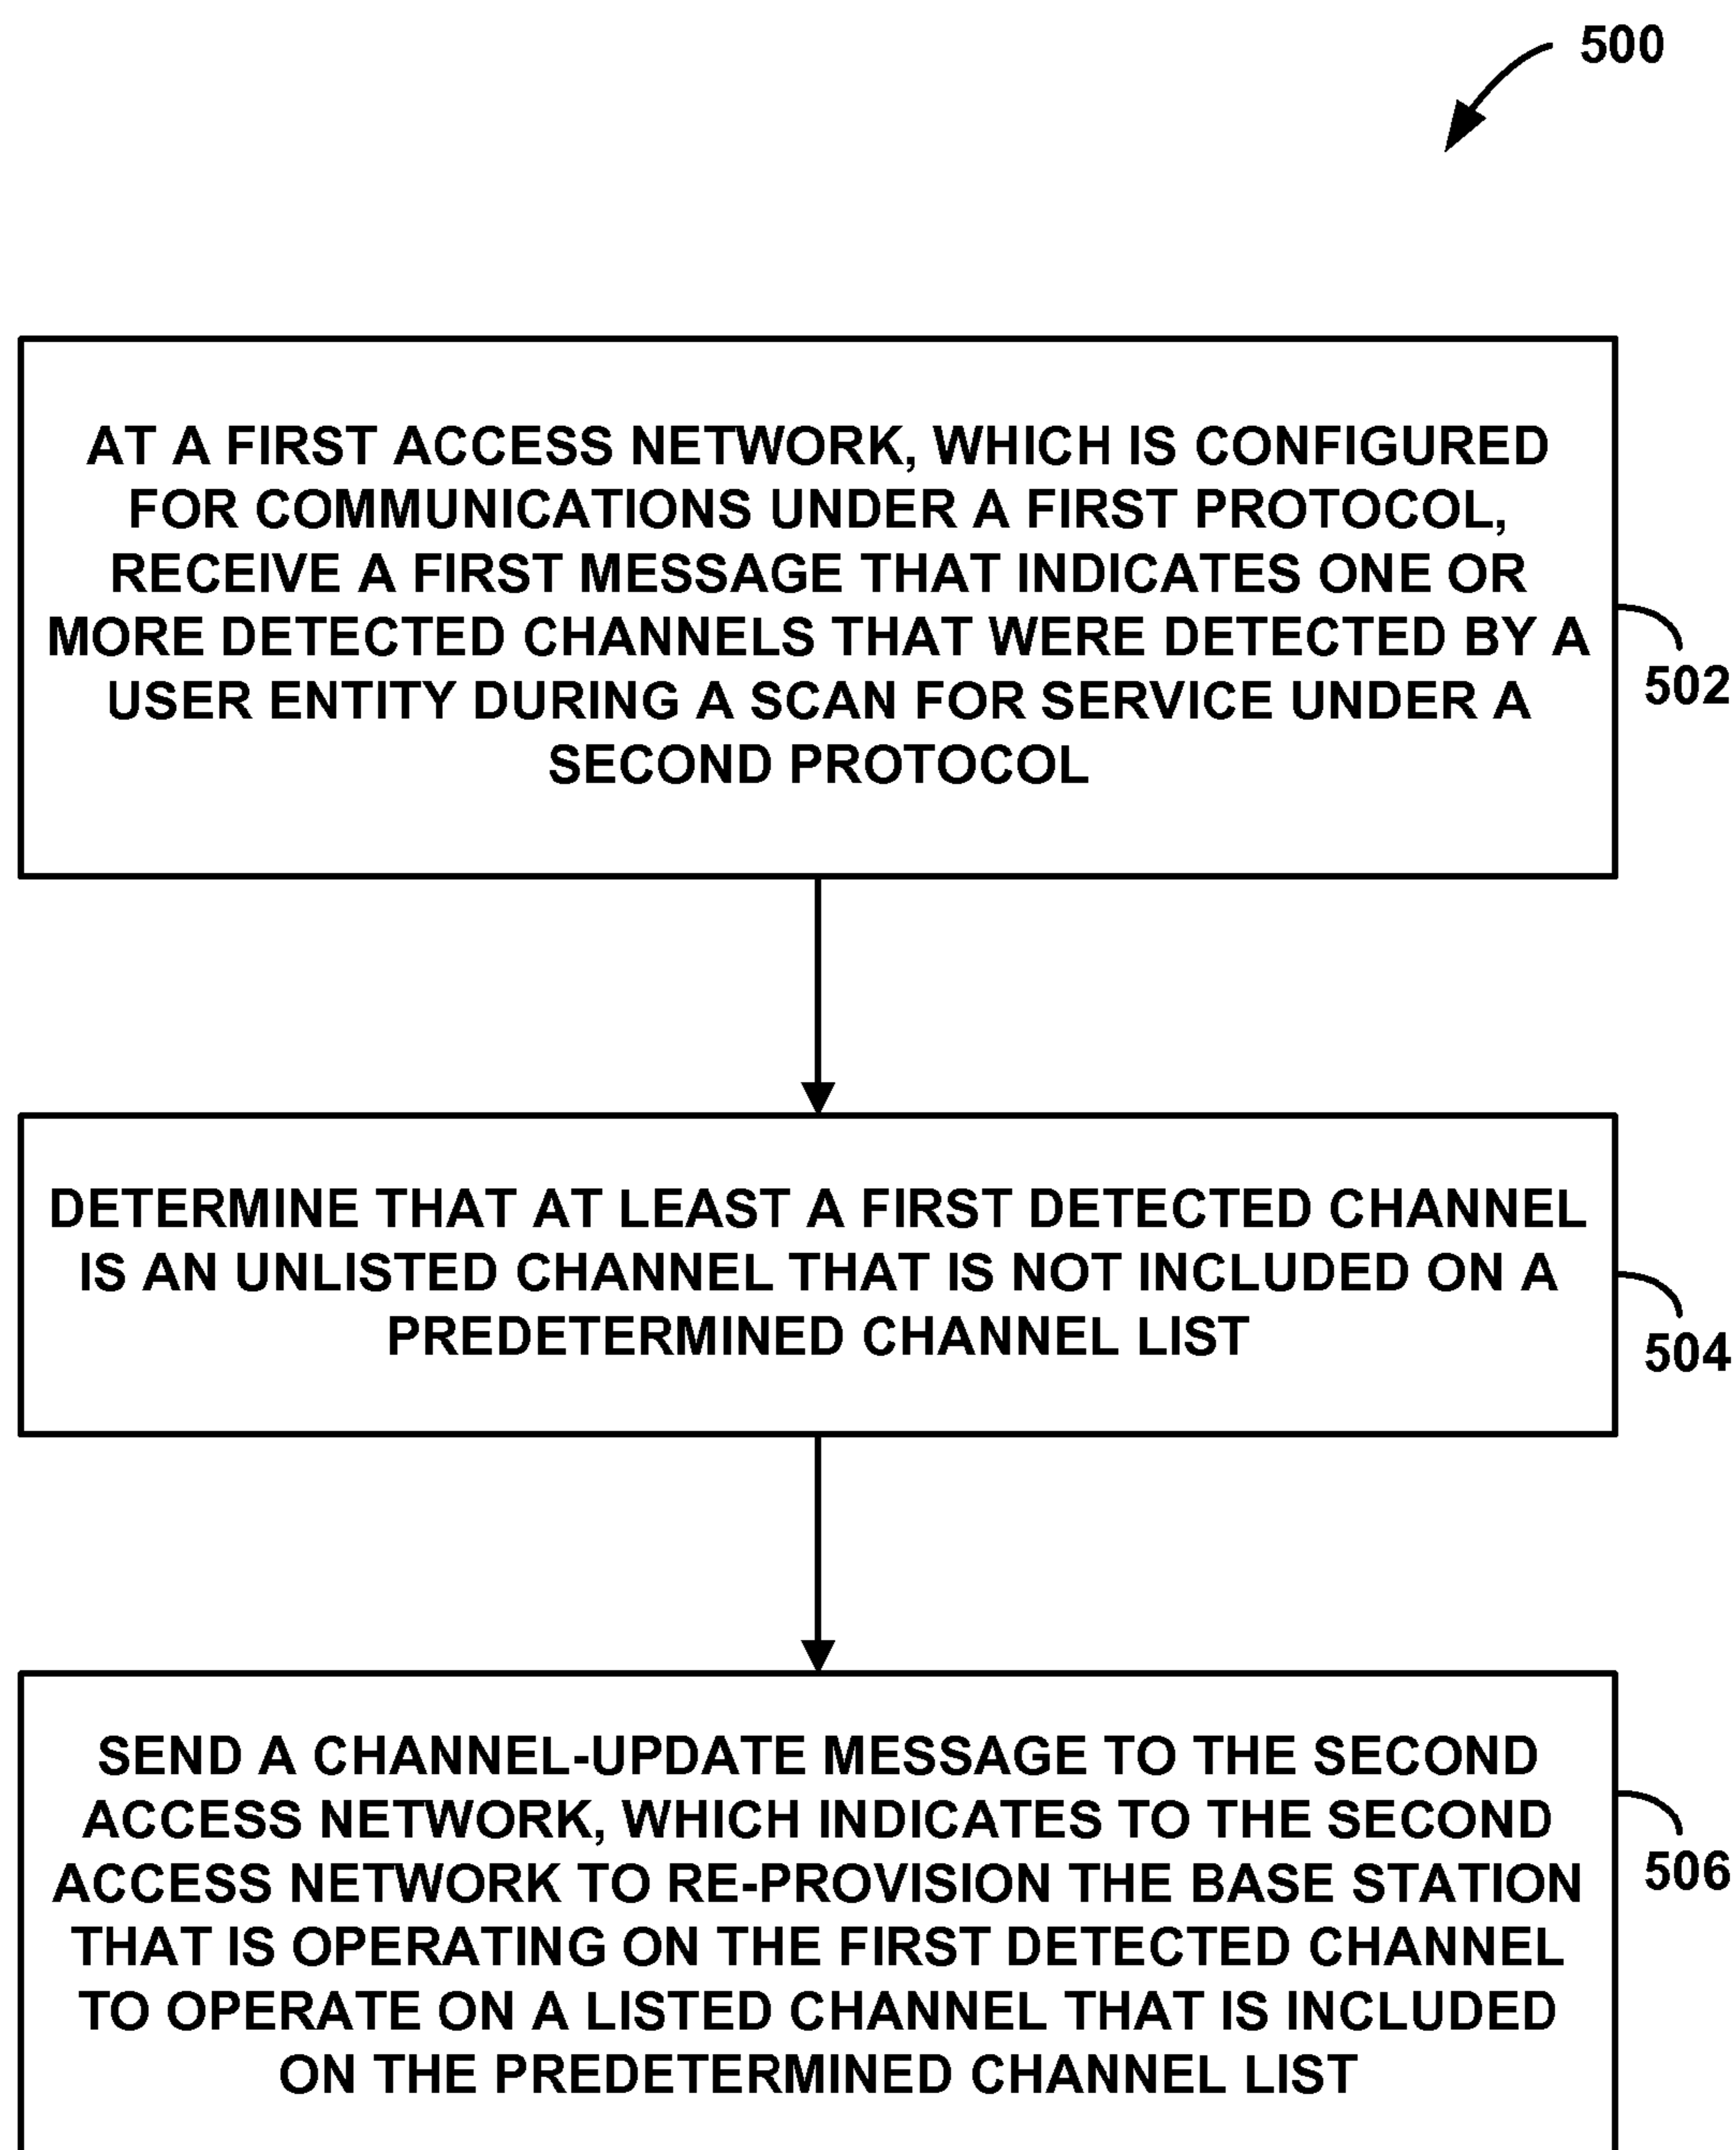 500
AT A FIRST ACCESS NETWORK, WHICH IS CONFIGURED
FOR COMMUNICATIONS UNDER A FIRST PROTOCOL,
RECEIVE A FIRST MESSAGE THAT INDICATES ONE OR
MORE DETECTED CHANNELS THAT WERE DETECTED BY A
USER ENTITY DURING A SCAN FOR SERVICE UNDER A
SECOND PROTOCOL
502
DETERMINE THAT AT LEAST A FIRST DETECTED CHANNEL
IS AN UNLISTED CHANNEL THAT IS NOT INCLUDED ON A
PREDETERMINED CHANNEL LIST
504
SEND A CHANNEL-UPDATE MESSAGE TO THE SECOND
ACCESS NETWORK, WHICH INDICATES TO THE SECOND
ACCESS NETWORK TO RE-PROVISION THE BASE STATION
THAT IS OPERATING ON THE FIRST DETECTED CHANNEL
TO OPERATE ON A LISTED CHANNEL THAT IS INCLUDED
ON THE PREDETERMINED CHANNEL LIST
506